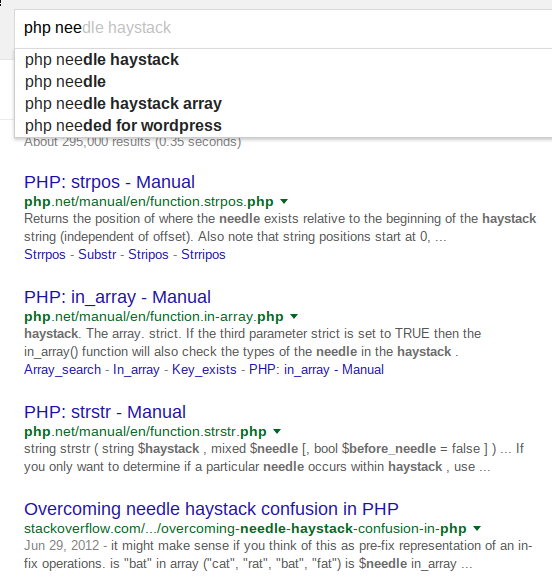 php needle haystack
php needle haystack
php needle
php needle haystack array
php needed for wordpress
About 295,000 results (0.35 seconds)
PHP: strpos - Manual
php.net/manual/en/function.strpos.php
Returns the position of where the needle exists relative to the beginning of the haystack
string (independent of offset). Also note that string positions start at 0, ...
Strrpos - Substr - Stripos - Strripos
PHP: in_array - Manual
php.net/manual/en/function.in-array.php
haystack. The array. strict. If the third parameter strict is set to TRUE then the
in_array() function will also check the types of the needle in the haystack .
Array_search - In_array - Key_exists - PHP: in_array - Manual
PHP: strstr - Manual
php.net/manual/en/function.strstr.php
string strstr ( string $haystack , mixed $needle [, bool $before_needle = false ] ) ... If
you only want to determine if a particular needle occurs within haystack , use ...
Overcoming needle haystack confusion in PHP
stackoverflow.com/.../overcoming-needle-haystack-confusion-in-php
Jun 29, 2012 - it might make sense if you think of this as pre-fix representation of an in-
fix operations. is "bat" in array ("cat", "rat", "bat", "fat") is $needle in_array ...